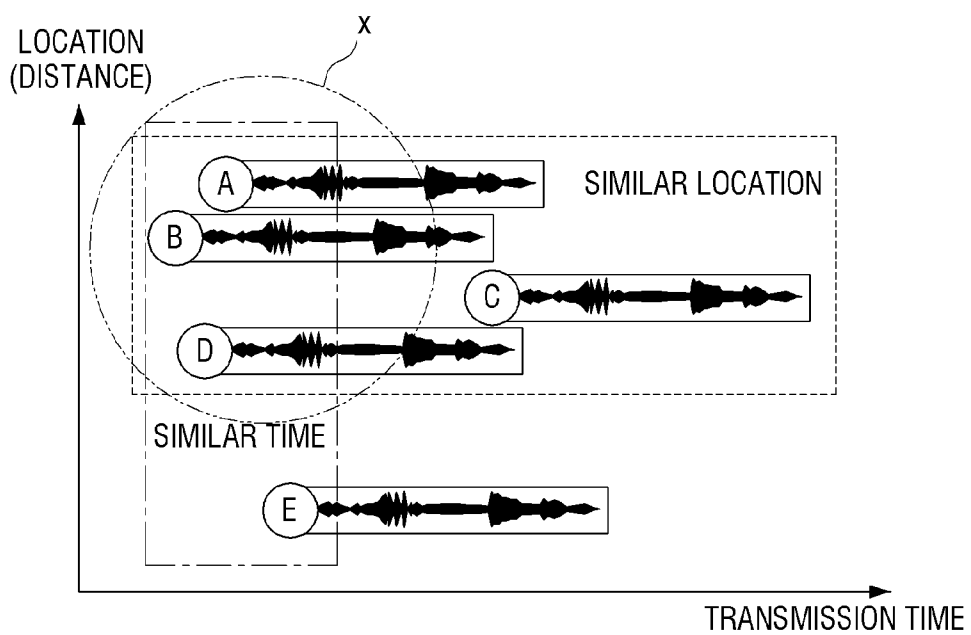 X
LOCATION
(DISTANCE)
A
SIMILAR LOCATION
B
C
D
SIMILAR TIME
E
TRANSMISSION TIME